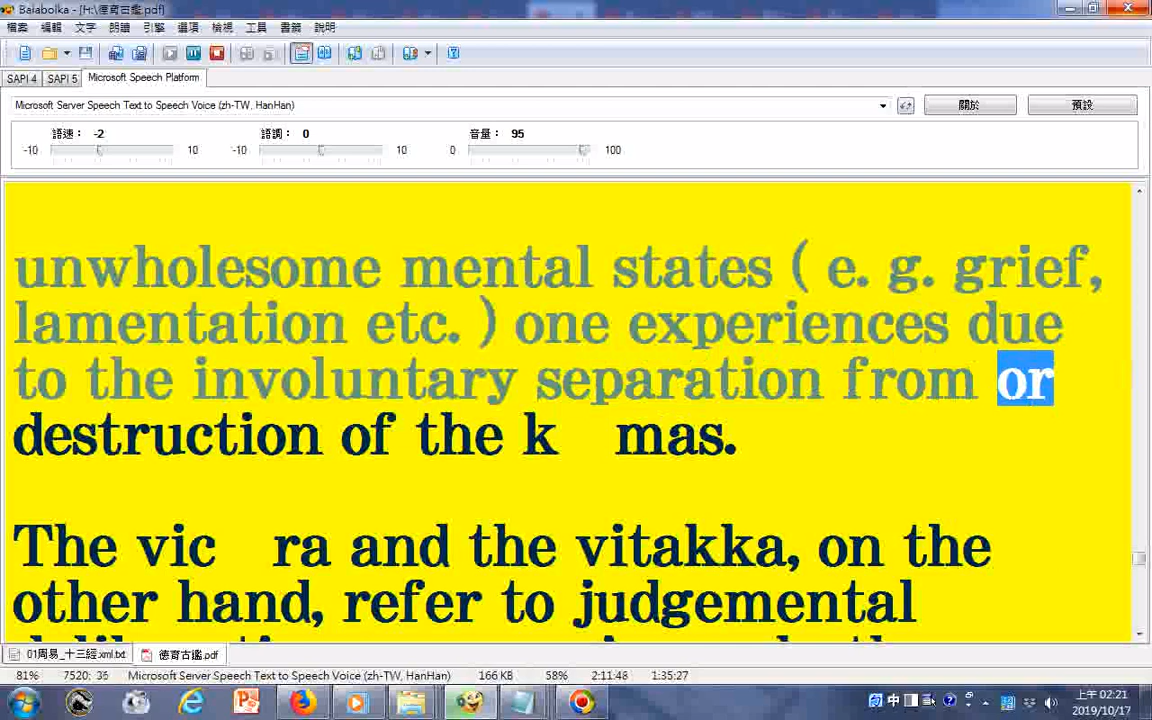 Balabolka - [H:\德育古鑑.pdf]
檔案 編輯 文字 朗讀 引擎 選項 檢視 工具 書籤 說明
SAPI 4 SAPI 5 Microsoft Speech Platform
Microsoft Server Speech Text to Speech Voice (zh-TW, HanHan) 關於 預設
語速： -2 語調： 0 音量： 95
-10 10 -10 10 0 100
unwholesome mental states ( e. g. grief,
lamentation etc. ) one experiences due
to the involuntary separation from or
destruction of the k mas.
The vic ra and the vitakka, on the
other hand, refer to judgemental
01周易_十三經.xml.txt 德育古鑑.pdf
81% 7520; 36 Microsoft Server Speech Text to Speech Voice (zh-TW, HanHan) 166 KB 58% 2:11:48 1:35:27
中 上午 02:21
2019/10/17